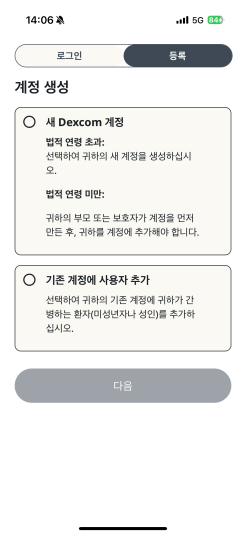 14:06 5G 84
로그인 등록
계정 생성
새 Dexcom 계정
법적 연령 초과:
선택하여 귀하의 새 계정을 생성하십시
오.
법적 연령 미만:
귀하의 부모 또는 보호자가 계정을 먼저
만든 후, 귀하를 계정에 추가해야 합니다.
기존 계정에 사용자 추가
선택하여 귀하의 기존 계정에 귀하가 간
병하는 환자(미성년자나 성인)를 추가하
십시오.
다음